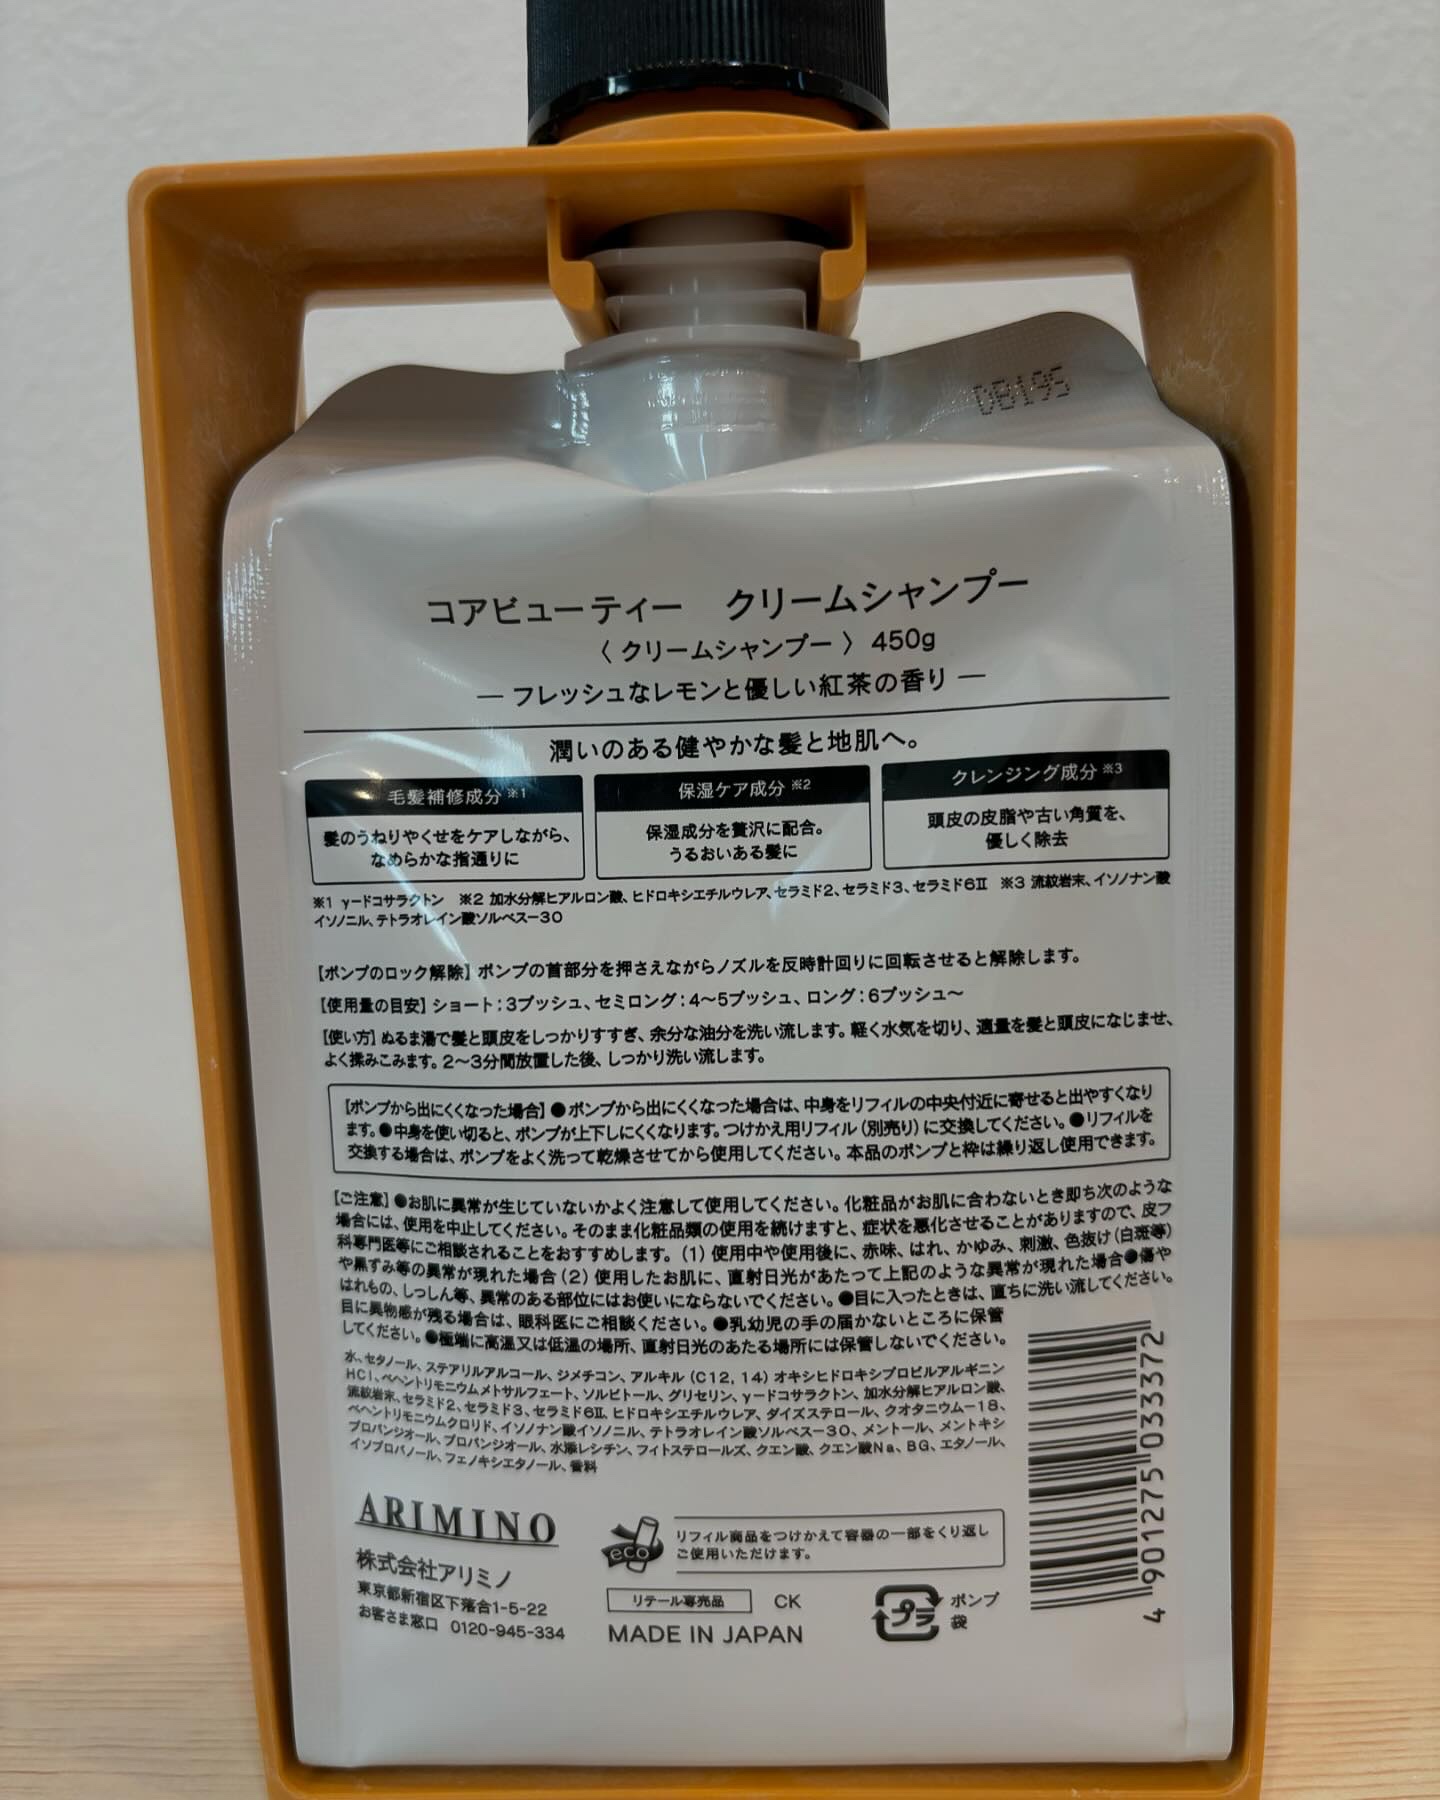 08195
コアビューティー　クリームシャンプー
〈 クリームシャンプー 〉 450g
— フレッシュなレモンと優しい紅茶の香り —
潤いのある健やかな髪と地肌へ。
毛髪補修成分※1
髪のうねりやくせをケアしながら、
なめらかな指通りに
保湿ケア成分※2
保湿成分を贅沢に配合。
うるおいある髪に
クレンジング成分※3
頭皮の皮脂や古い角質を、
優しく除去
※1 γードコサラクトン　※2 加水分解ヒアルロン酸、ヒドロキシエチルウレア、セラミド2、セラミド3、セラミド6Ⅱ　※3 流紋岩末、イソノナン酸
イソノニル、テトラオレイン酸ソルベスー30
【ポンプのロック解除】ポンプの首部分を押さえながらノズルを反時計回りに回転させると解除します。
【使用量の目安】ショート:3プッシュ、セミロング:4〜5プッシュ、ロング:6プッシュ〜
【使い方】ぬるま湯で髪と頭皮をしっかりすすぎ、余分な油分を洗い流します。軽く水気を切り、適量を髪と頭皮になじませ、
よく揉みこみます。2〜3分間放置した後、しっかり洗い流します。
【ポンプから出にくくなった場合】●ポンプから出にくくなった場合は、中身をリフィルの中央付近に寄せると出やすくなり
ます。●中身を使い切ると、ポンプが上下しにくくなります。つけかえ用リフィル(別売り)に交換してください。●リフィルを
交換する場合は、ポンプをよく洗って乾燥させてから使用してください。本品のポンプと枠は繰り返し使用できます。
【ご注意】●お肌に異常が生じていないかよく注意して使用してください。化粧品がお肌に合わないとき即ち次のような
場合には、使用を中止してください。そのまま化粧品類の使用を続けますと、症状を悪化させることがありますので、皮フ
科専門医等にご相談されることをおすすめします。(1)使用中や使用後に、赤味、はれ、かゆみ、刺激、色抜け(白斑等)
や黒ずみ等の異常が現れた場合(2)使用したお肌に、直射日光があたって上記のような異常が現れた場合●傷や
はれもの、しっしん等、異常のある部位にはお使いにならないでください。●目に入ったときは、直ちに洗い流してください。
目に異物感が残る場合は、眼科医にご相談ください。●乳幼児の手の届かないところに保管
してください。●極端に高温又は低温の場所、直射日光のあたる場所には保管しないでください。
水、セタノール、ステアリルアルコール、ジメチコン、アルキル(C12, 14)オキシヒドロキシプロピルアルギニン
HCl、ベヘントリモニウムメトサルフェート、ソルビトール、グリセリン、γードコサラクトン、加水分解ヒアルロン酸、
流紋岩末、セラミド2、セラミド3、セラミド6Ⅱ、ヒドロキシエチルウレア、ダイズステロール、クオタニウムー18、
ベヘントリモニウムクロリド、イソノナン酸イソノニル、テトラオレイン酸ソルベスー30、メントール、メントキシ
プロパンジオール、プロパンジオール、水添レシチン、フィトステロールズ、クエン酸、クエン酸Na、BG、エタノール、
イソプロパノール、フェノキシエタノール、香料
ARIMINO
株式会社アリミノ
東京都新宿区下落合1-5-22
お客さま窓口 0120-945-334
eco
リフィル商品をつけかえて容器の一部をくり返し
ご使用いただけます。
リテール専売品　CK
MADE IN JAPAN
プラ
ポンプ
袋
4 901275 033372